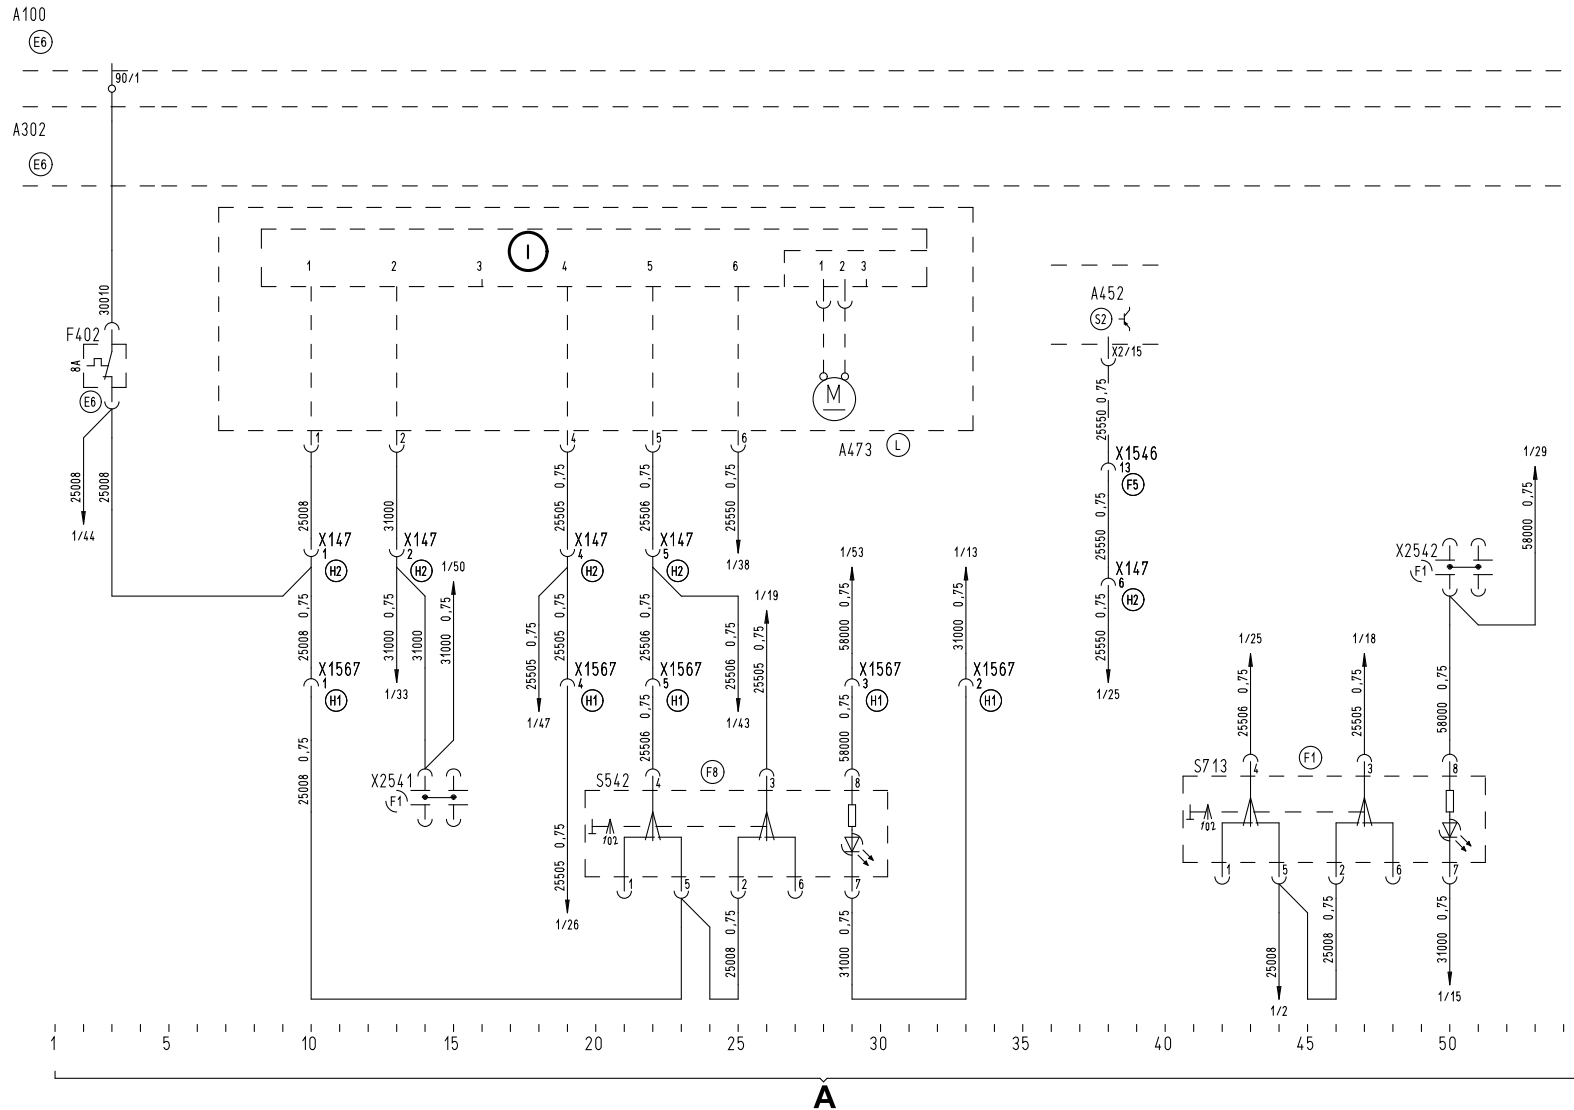 A100
E6
90/1
A302
E6
1 2 3 I 4 5 6 1 2 3
30010
A452
S2
X2/15
F402
8A
E6
M
25550 0,75
A473 L
1 2 4 5 6
X1546
13
F5
1/29
25008 25008
25008
31000
25505 0,75
25506 0,75
25550 0,75
25550 0,75
58000 0,75
1/44
X147
1
H2
X147
2
H2
X147
4
H2
X147
5
H2
1/38
1/53
1/13
X147
6
H2
X2542
F1
1/50
1/19
25008 0,75
31000 0,75
31000
31000 0,75
25505 0,75
25505 0,75
25506 0,75
25506 0,75
25505 0,75
58000 0,75
31000 0,75
25550 0,75
1/25
1/18
X1567
1
H1
1/33
X1567
4
H1
X1567
5
H1
X1567
3
H1
X1567
2
H1
1/25
1/47
1/43
25506 0,75
25505 0,75
58000 0,75
25008 0,75
25506 0,75
58000 0,75
X2541
F1
S542
F8
4 3 8
102
S713
F1
4 3 8
102
25505 0,75
1 5 2 6 7
1 5 2 6 7
1/26
25008 0,75
31000 0,75
25008
25008 0,75
31000 0,75
1/2
1/15
1 5 10 15 20 25 30 35 40 45 50
A